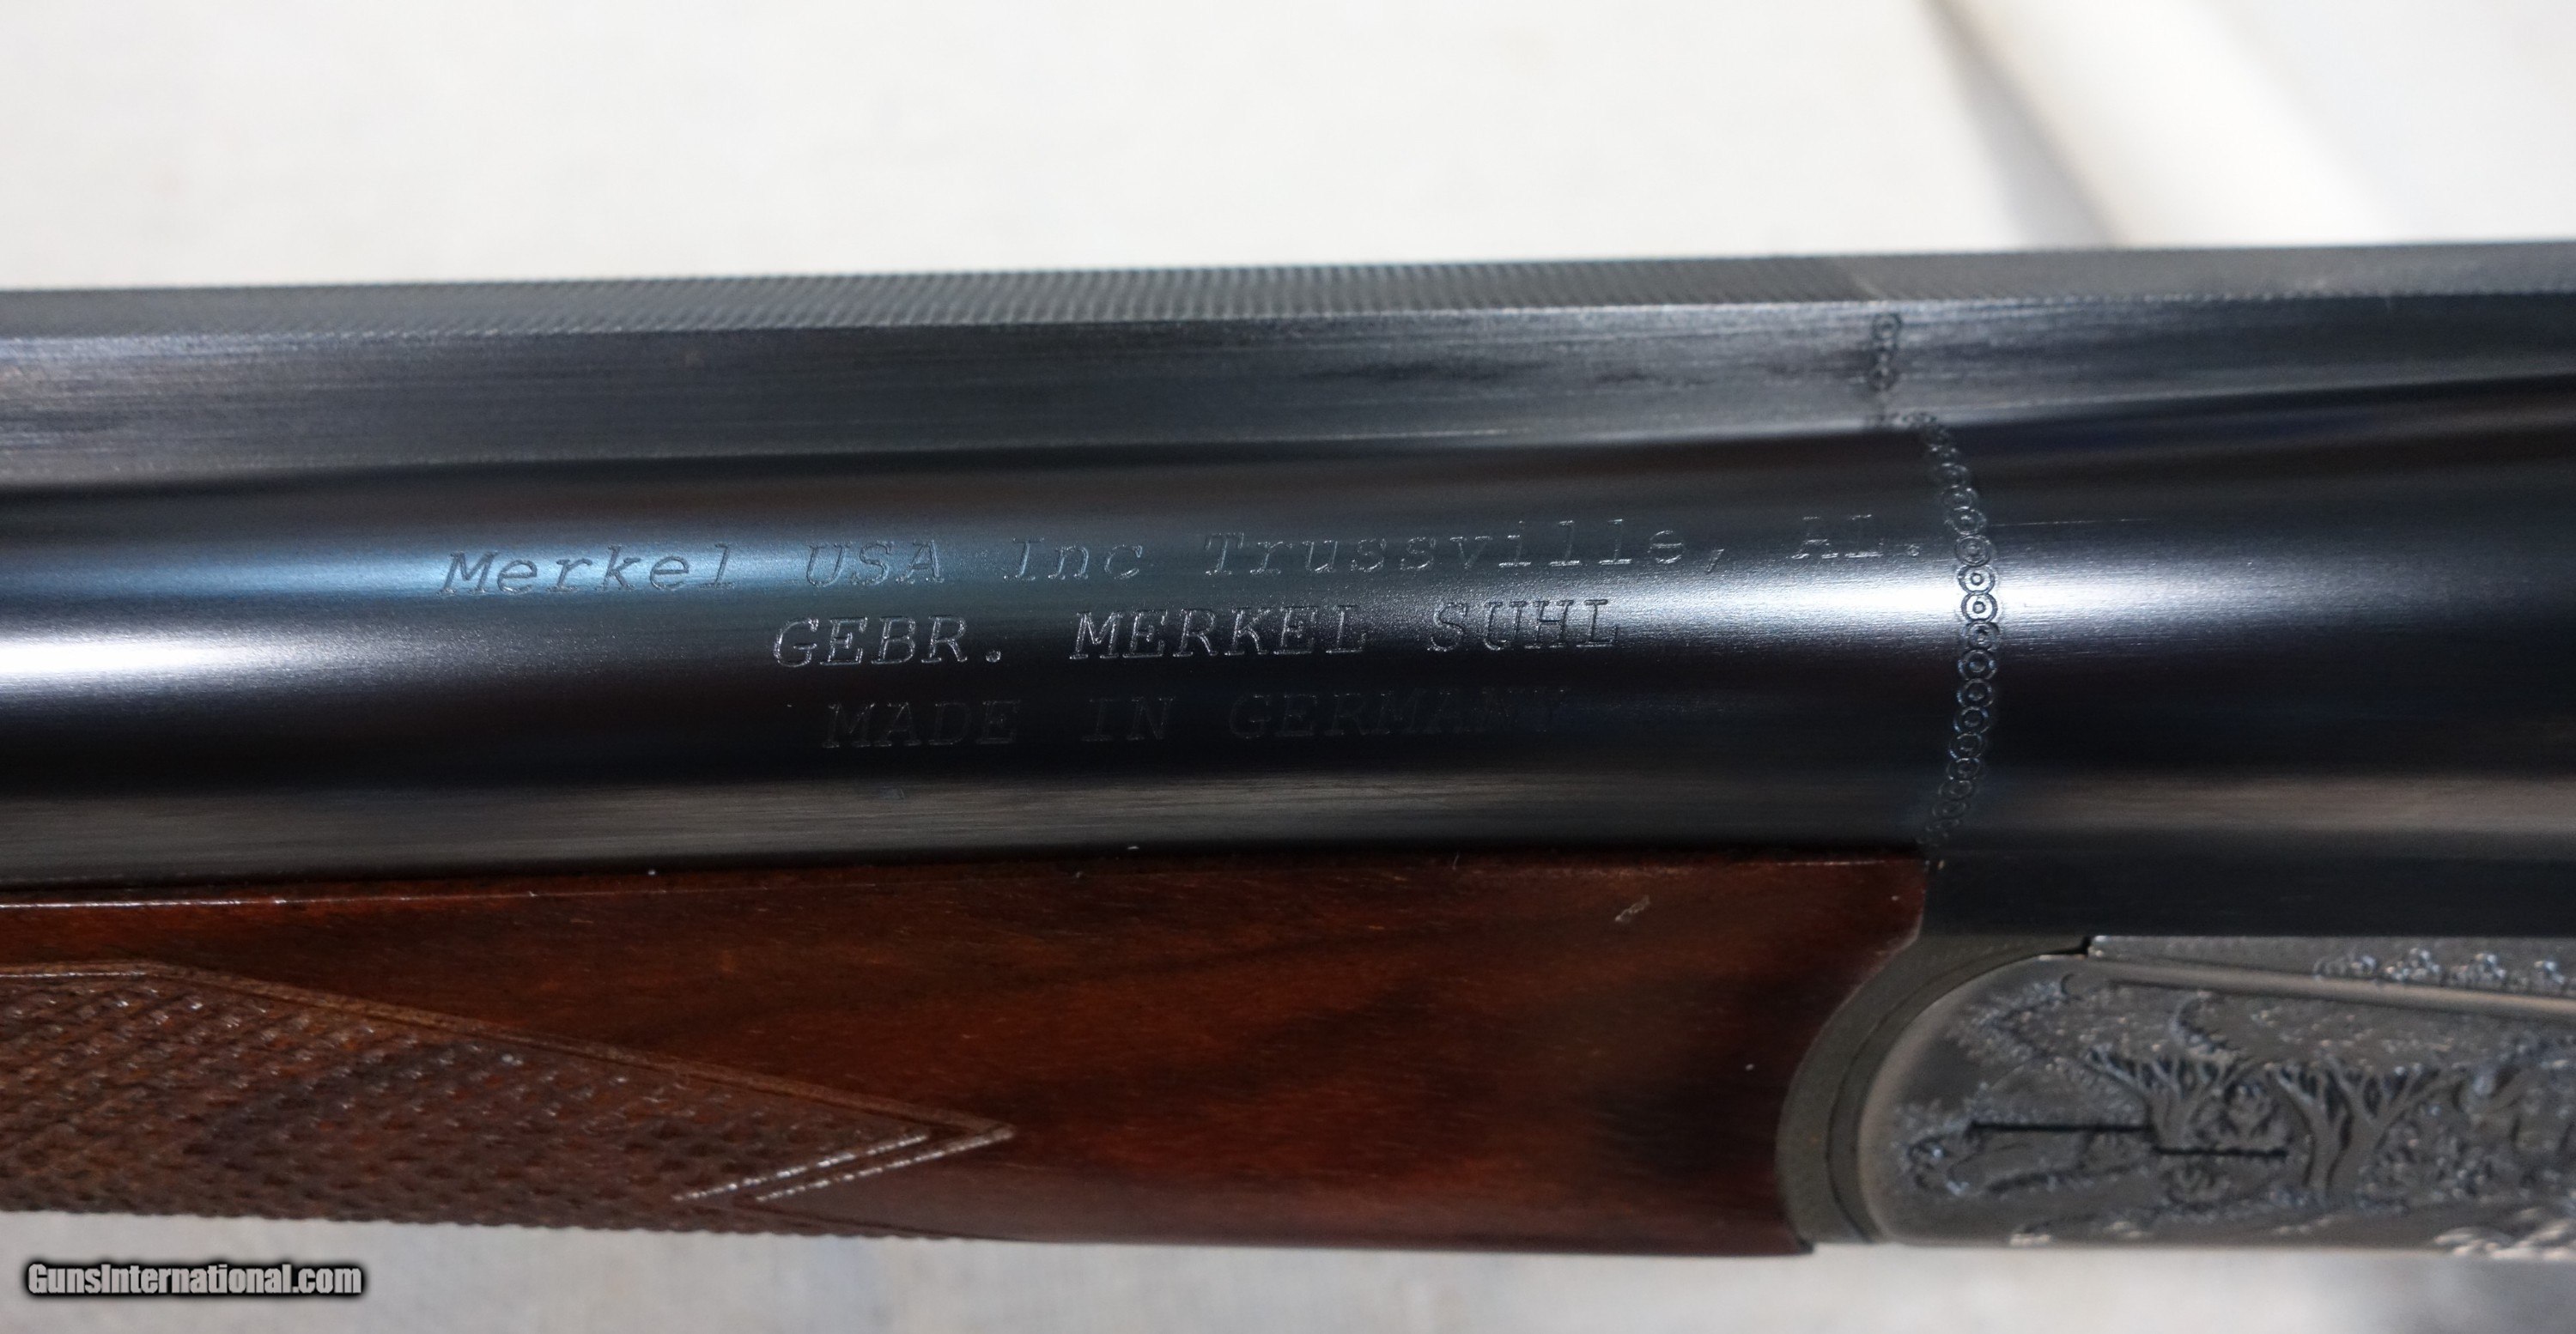 Merkel USA Inc Trussville, AL.
GEBR. MERKEL SUHL
MADE IN GERMANY
GunsInternational.com